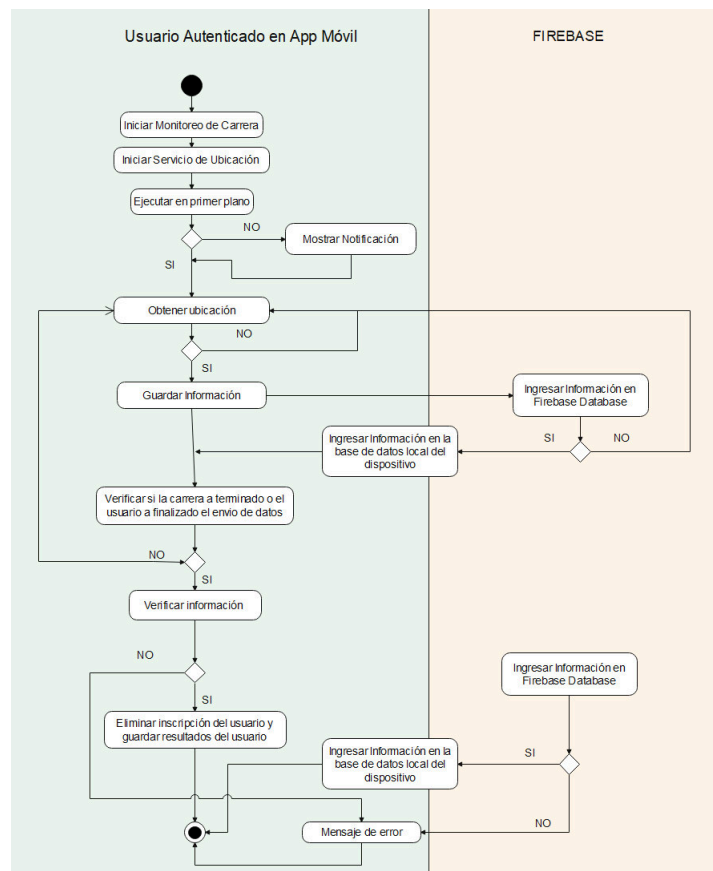 Usuario Autenticado en App Móvil
FIREBASE
Iniciar Monitoreo de Carrera
Iniciar Servicio de Ubicación
Ejecutar en primer plano
NO
Mostrar Notificación
SI
Obtener ubicación
NO
SI
Guardar Información
Ingresar Información en
Firebase Database
SI
NO
Ingresar Información en la
base de datos local del
dispositivo
Verificar si la carrera a terminado o el
usuario a finalizado el envio de datos
NO
SI
Verificar información
NO
SI
Ingresar Información en
Firebase Database
Eliminar inscripción del usuario y
guardar resultados del usuario
Ingresar Información en la
base de datos local del
dispositivo
SI
NO
Mensaje de error